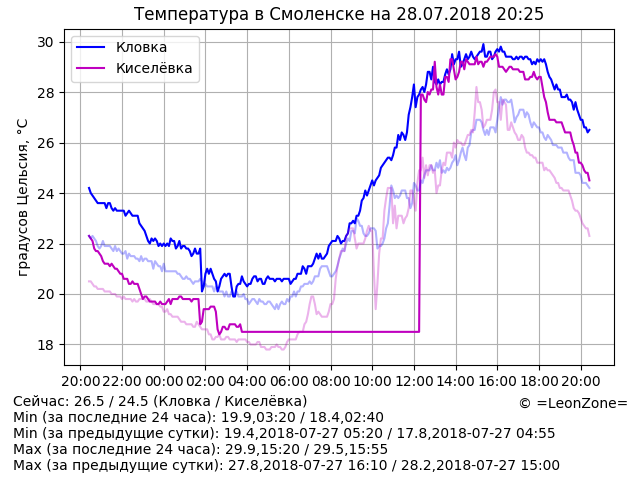 Температура в Смоленске на 28.07.2018 20:25
Кловка
Киселёвка
градусов Цельсия, °C
30
28
26
24
22
20
18
20:00 22:00 00:00 02:00 04:00 06:00 08:00 10:00 12:00 14:00 16:00 18:00 20:00
Сейчас: 26.5 / 24.5 (Кловка / Киселёвка)
© =LeonZone=
Min (за последние 24 часа): 19.9,03:20 / 18.4,02:40
Min (за предыдущие сутки): 19.4,2018-07-27 05:20 / 17.8,2018-07-27 04:55
Max (за последние 24 часа): 29.9,15:20 / 29.5,15:55
Max (за предыдущие сутки): 27.8,2018-07-27 16:10 / 28.2,2018-07-27 15:00